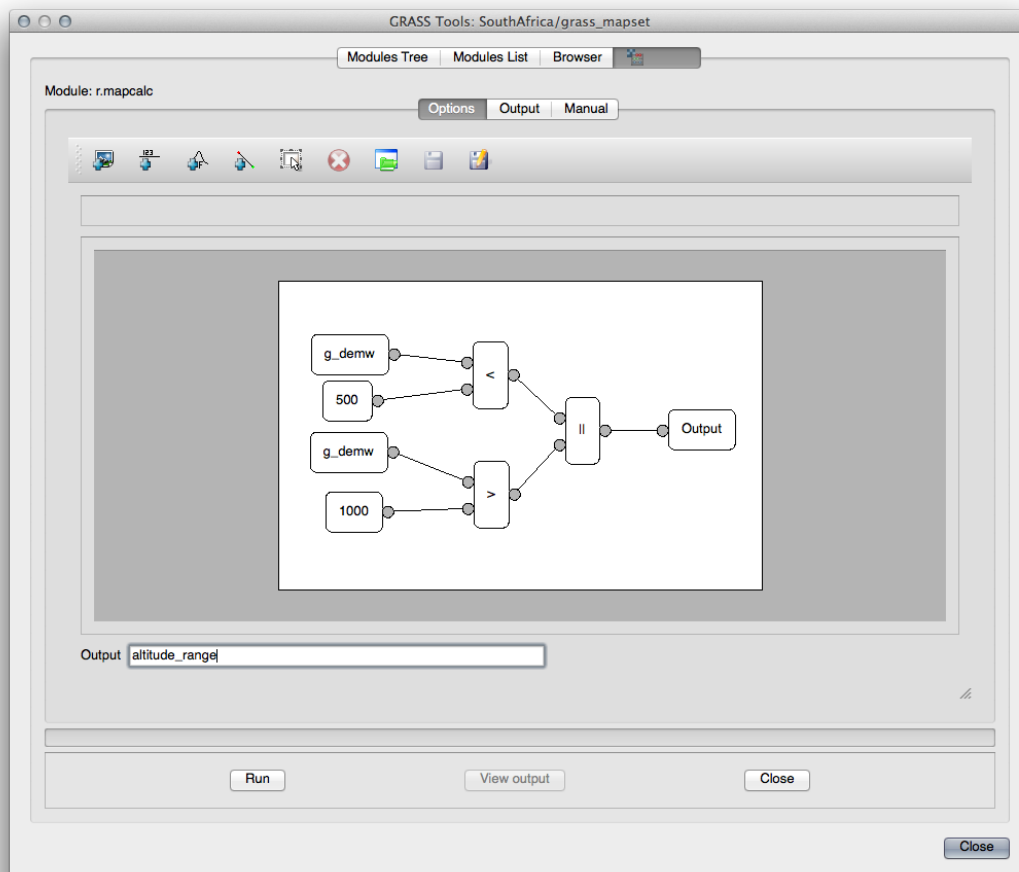 GRASS Tools: SouthAfrica/grass_mapset
Modules Tree Modules List Browser
Module: r.mapcalc
Options Output Manual
123
F
g_demw
<
500
||
Output
g_demw
>
1000
Output altitude_range
Run View output Close
Close